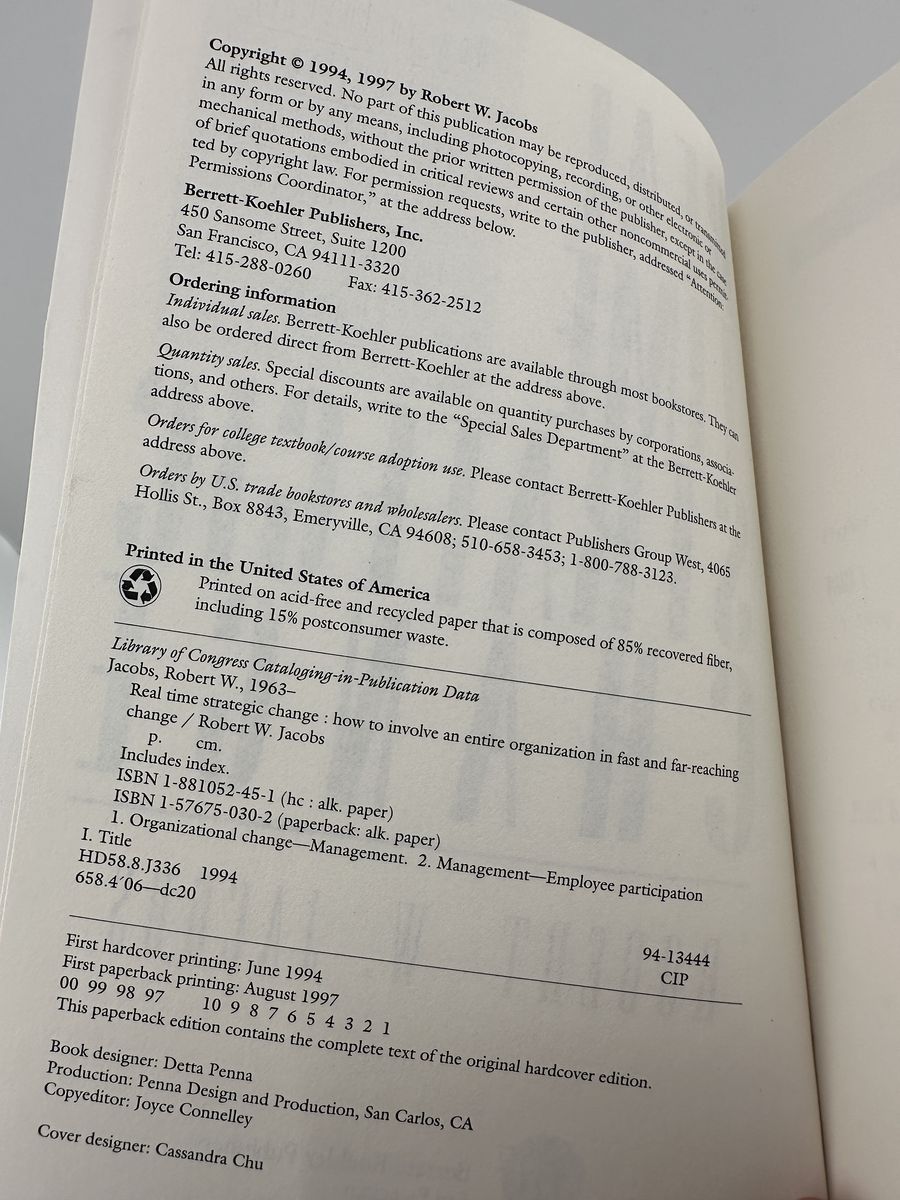 Copyright © 1994, 1997 by Robert W. Jacobs
All rights reserved. No part of this publication may be reproduced, distributed, or transmitted
in any form or by any means, including photocopying, recording, or other electronic or
mechanical methods, without the prior written permission of the publisher, except in the case
of brief quotations embodied in critical reviews and certain other noncommercial uses permit-
ted by copyright law. For permission requests, write to the publisher, addressed “Attention:
Permissions Coordinator,” at the address below.
Berrett-Koehler Publishers, Inc.
450 Sansome Street, Suite 1200
San Francisco, CA 94111-3320
Tel: 415-288-0260 Fax: 415-362-2512
Ordering information
Individual sales. Berrett-Koehler publications are available through most bookstores. They can
also be ordered direct from Berrett-Koehler at the address above.
Quantity sales. Special discounts are available on quantity purchases by corporations, associa-
tions, and others. For details, write to the “Special Sales Department” at the Berrett-Koehler
address above.
Orders for college textbook/course adoption use. Please contact Berrett-Koehler Publishers at the
address above.
Orders by U.S. trade bookstores and wholesalers. Please contact Publishers Group West, 4065
Hollis St., Box 8843, Emeryville, CA 94608; 510-658-3453; 1-800-788-3123.
Printed in the United States of America
Printed on acid-free and recycled paper that is composed of 85% recovered fiber,
including 15% postconsumer waste.
Library of Congress Cataloging-in-Publication Data
Jacobs, Robert W., 1963–
Real time strategic change : how to involve an entire organization in fast and far-reaching
change / Robert W. Jacobs
p. cm.
Includes index.
ISBN 1-881052-45-1 (hc : alk. paper)
ISBN 1-57675-030-2 (paperback: alk. paper)
1. Organizational change—Management. 2. Management—Employee participation
I. Title
HD58.8.J336 1994
658.4´06—dc20
94-13444
CIP
First hardcover printing: June 1994
First paperback printing: August 1997
00 99 98 97 10 9 8 7 6 5 4 3 2 1
This paperback edition contains the complete text of the original hardcover edition.
Book designer: Detta Penna
Production: Penna Design and Production, San Carlos, CA
Copyeditor: Joyce Connelley
Cover designer: Cassandra Chu